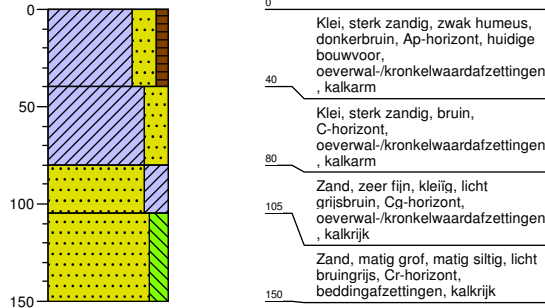 0
50
100
150
0
Klei, sterk zandig, zwak humeus,
donkerbruin, Ap-horizont, huidige
bouwvoor,
oeverwal-/kronkelwaardafzettingen
, kalkarm
40
Klei, sterk zandig, bruin,
C-horizont,
oeverwal-/kronkelwaardafzettingen
, kalkarm
80
Zand, zeer fijn, kleiïg, licht
grijsbruin, Cg-horizont,
oeverwal-/kronkelwaardafzettingen
, kalkrijk
105
Zand, matig grof, matig siltig, licht
bruingrijs, Cr-horizont,
beddingafzettingen, kalkrijk
150